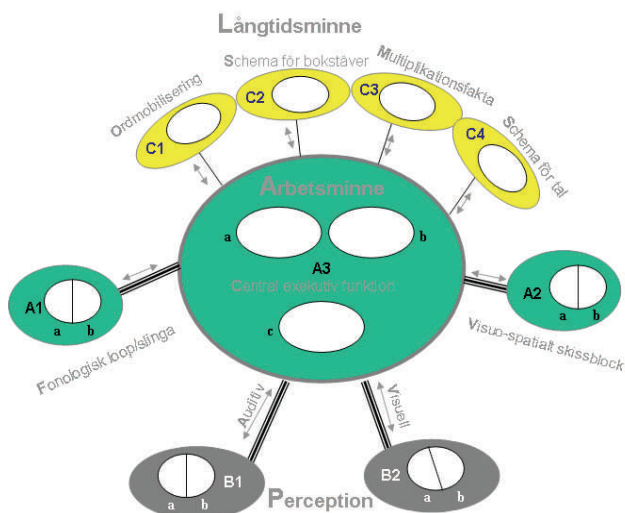 Långtidsminne
Schema för bokstäver
Multiplikationsfakta
Ordmobilisering
Schema för tal
C1
C2
C3
C4
Arbetsminne
a
b
A3
Central exekutiv funktion
c
A1
a b
Fonologisk loop/slinga
A2
a b
Visuo-spatialt skissblock
Auditiv
Visuell
B1
a b
B2
a b
Perception